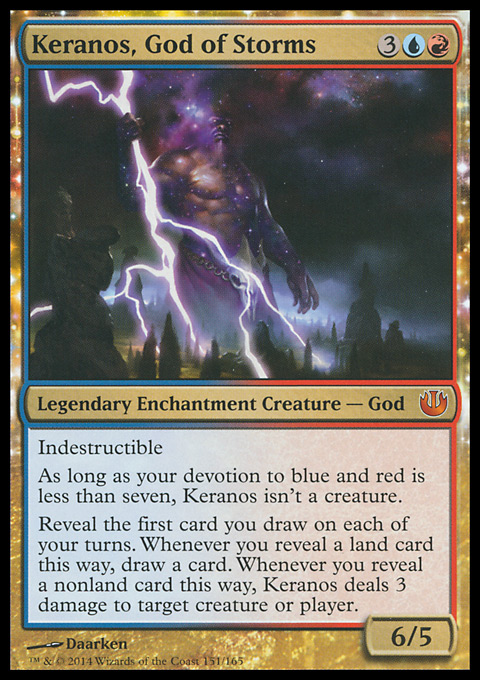 Keranos, God of Storms 3
Legendary Enchantment Creature — God
Indestructible
As long as your devotion to blue and red is
less than seven, Keranos isn't a creature.
Reveal the first card you draw on each of
your turns. Whenever you reveal a land card
this way, draw a card. Whenever you reveal
a nonland card this way, Keranos deals 3
damage to target creature or player.
6/5
Daarken
™ & © 2014 Wizards of the Coast 151/165